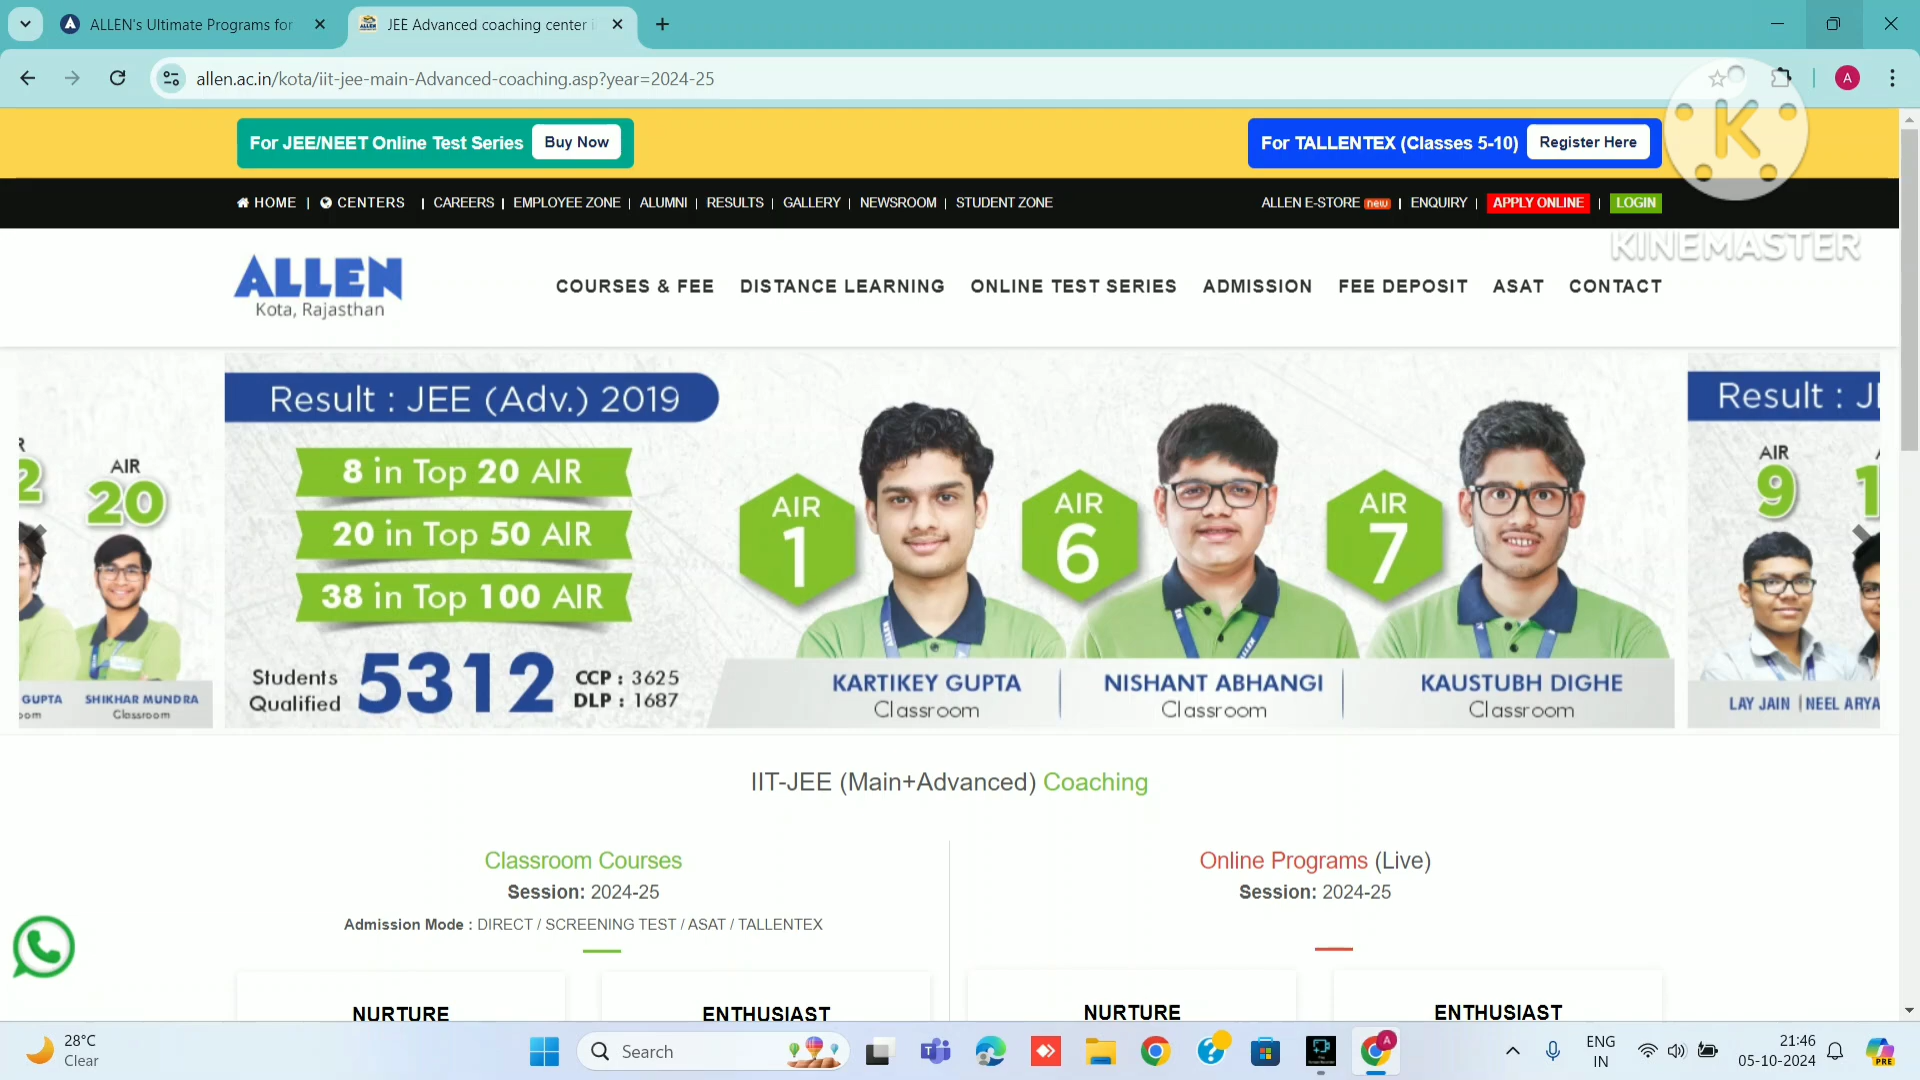 ALLEN's Ultimate Programs for
JEE Advanced coaching center i
allen.ac.in/kota/iit-jee-main-Advanced-coaching.asp?year=2024-25
A
For JEE/NEET Online Test Series Buy Now
For TALLENTEX (Classes 5-10) Register Here
K
KINEMASTER
HOME | CENTERS | CAREERS | EMPLOYEE ZONE | ALUMNI | RESULTS | GALLERY | NEWSROOM | STUDENT ZONE
ALLEN E-STORE new | ENQUIRY | APPLY ONLINE | LOGIN
ALLEN
Kota, Rajasthan
COURSES & FEE DISTANCE LEARNING ONLINE TEST SERIES ADMISSION FEE DEPOSIT ASAT CONTACT
AIR
20
GUPTA
SHIKHAR MUNDRA
Classroom
Result : JEE (Adv.) 2019
8 in Top 20 AIR
20 in Top 50 AIR
38 in Top 100 AIR
Students
Qualified
5312
CCP : 3625
DLP : 1687
AIR
1
AIR
6
AIR
7
KARTIKEY GUPTA
Classroom
NISHANT ABHANGI
Classroom
KAUSTUBH DIGHE
Classroom
Result : JE
AIR
9
LAY JAIN | NEEL ARYA
IIT-JEE (Main+Advanced) Coaching
Classroom Courses
Session: 2024-25
Admission Mode : DIRECT / SCREENING TEST / ASAT / TALLENTEX
NURTURE
ENTHUSIAST
Online Programs (Live)
Session: 2024-25
NURTURE
ENTHUSIAST
28°C
Clear
Search
A
ENG
IN
21:46
05-10-2024
PRE